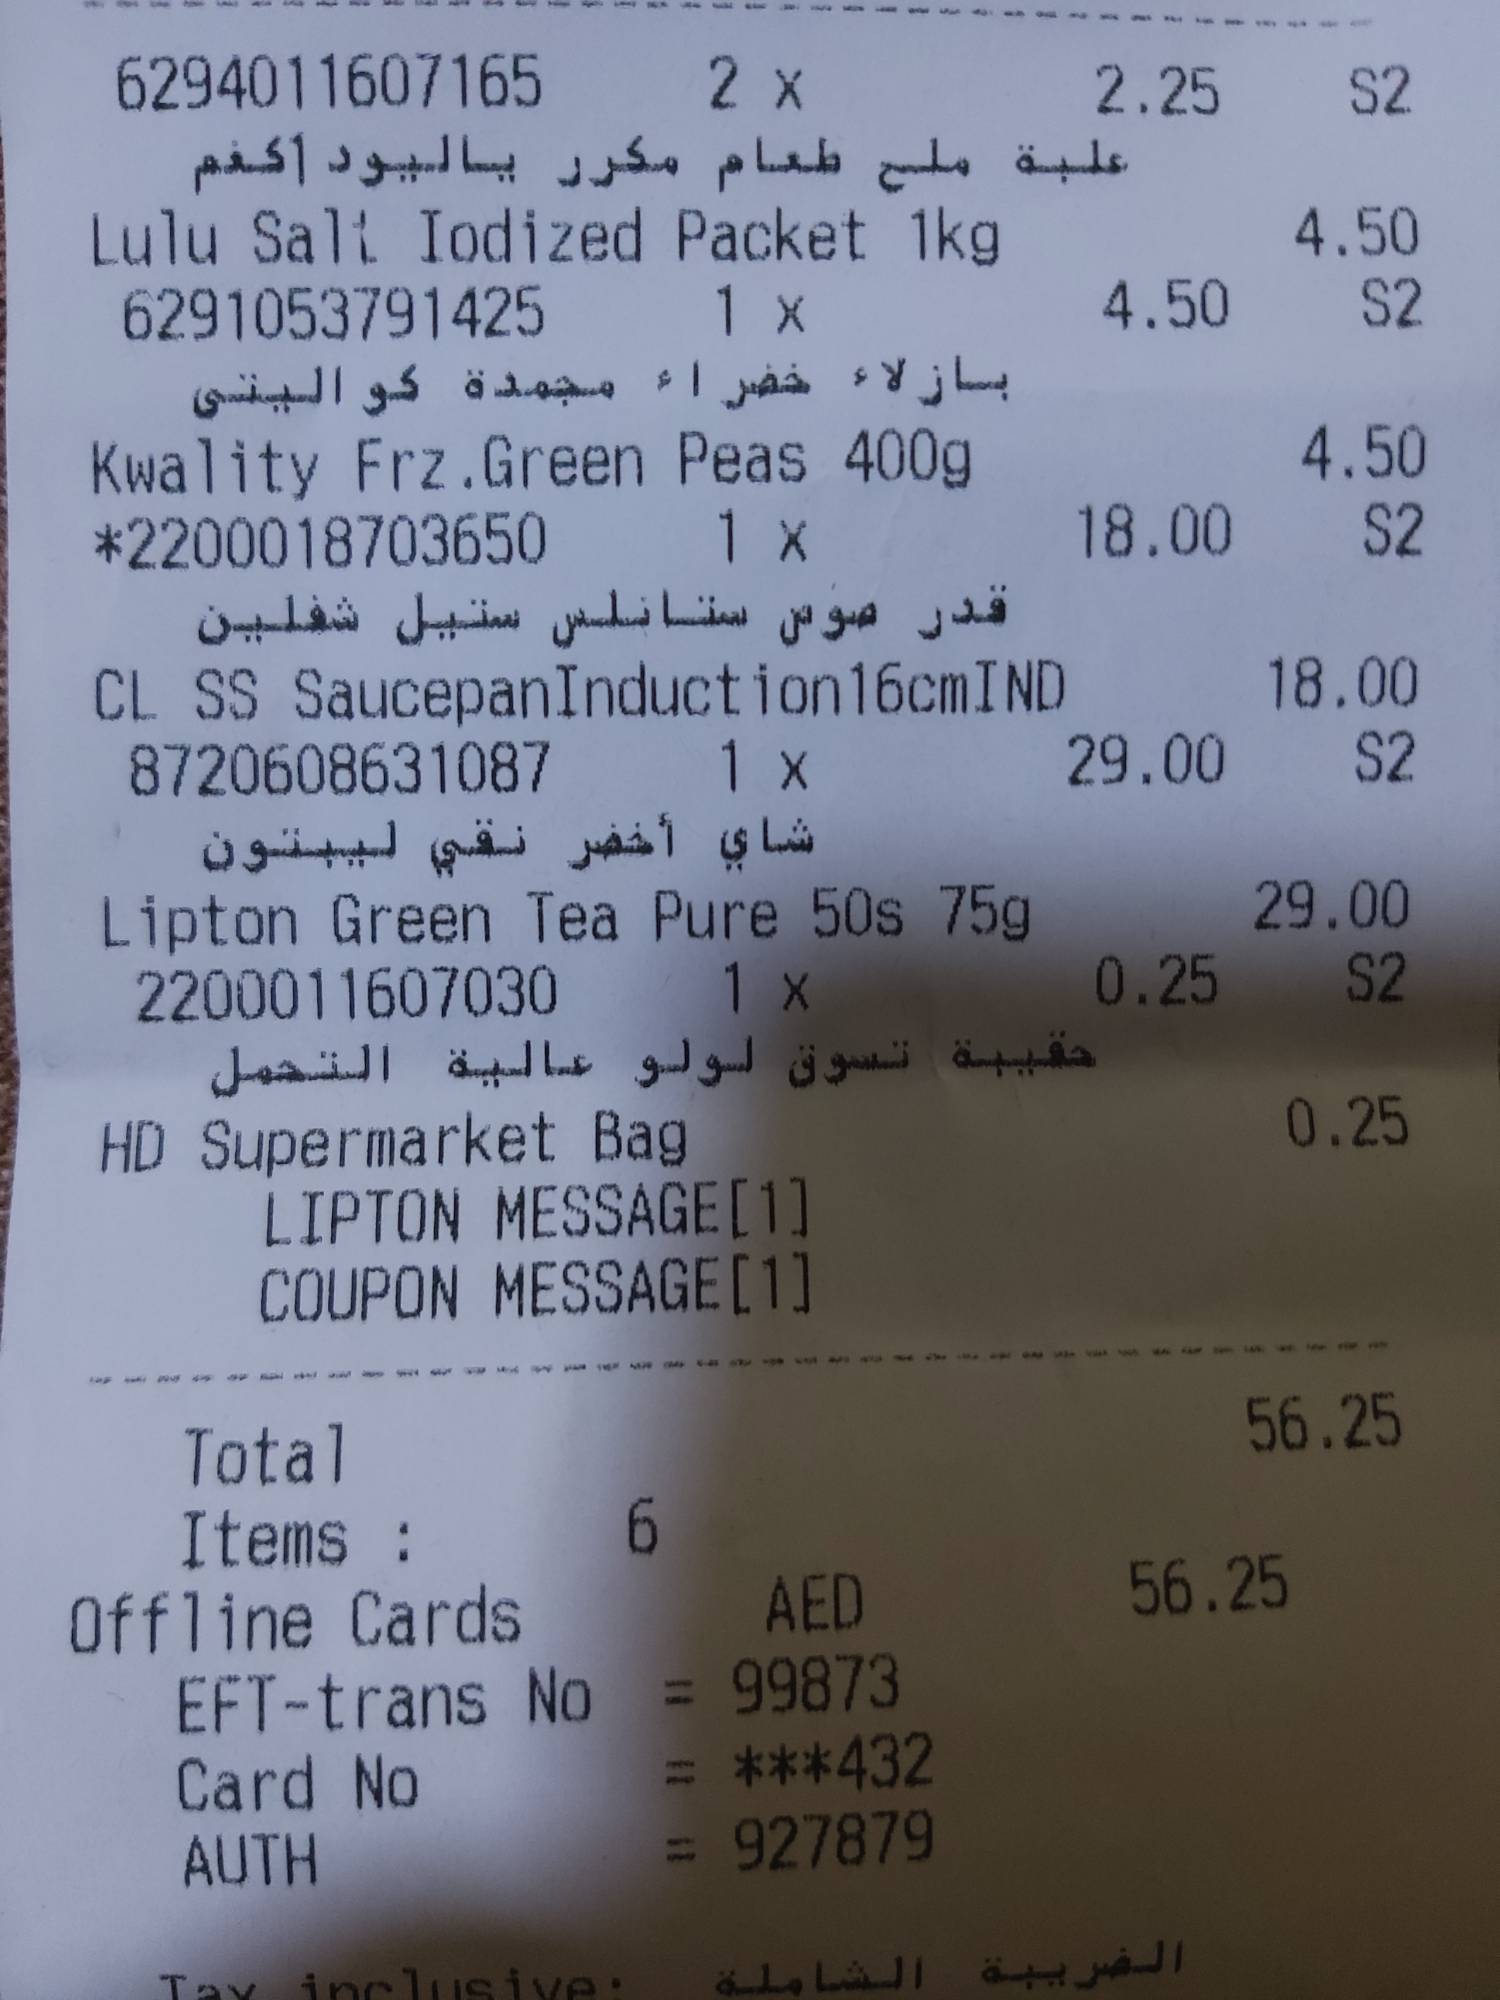 6294011607165 2 x 2.25 S2
علبة ملح طعام مكرر ياليود اكغم
Lulu Salt Iodized Packet 1kg 4.50
6291053791425 1 x 4.50 S2
بازلاء خضراء مجمدة كواليتي
Kwality Frz.Green Peas 400g 4.50
*2200018703650 1 x 18.00 S2
قدر صوص ستانلس ستيل شفلين
CL SS SaucepanInduction16cmIND 18.00
8720608631087 1 x 29.00 S2
شاي أخضر نقي ليبتون
Lipton Green Tea Pure 50s 75g 29.00
2200011607030 1 x 0.25 S2
حقيبة تسوق لولو عالية التحمل
HD Supermarket Bag 0.25
LIPTON MESSAGE[1]
COUPON MESSAGE[1]
Total 56.25
Items : 6
Offline Cards AED 56.25
EFT-trans No = 99873
Card No = ***432
AUTH = 927879
Tax inclusive: الضريبة الشاملة